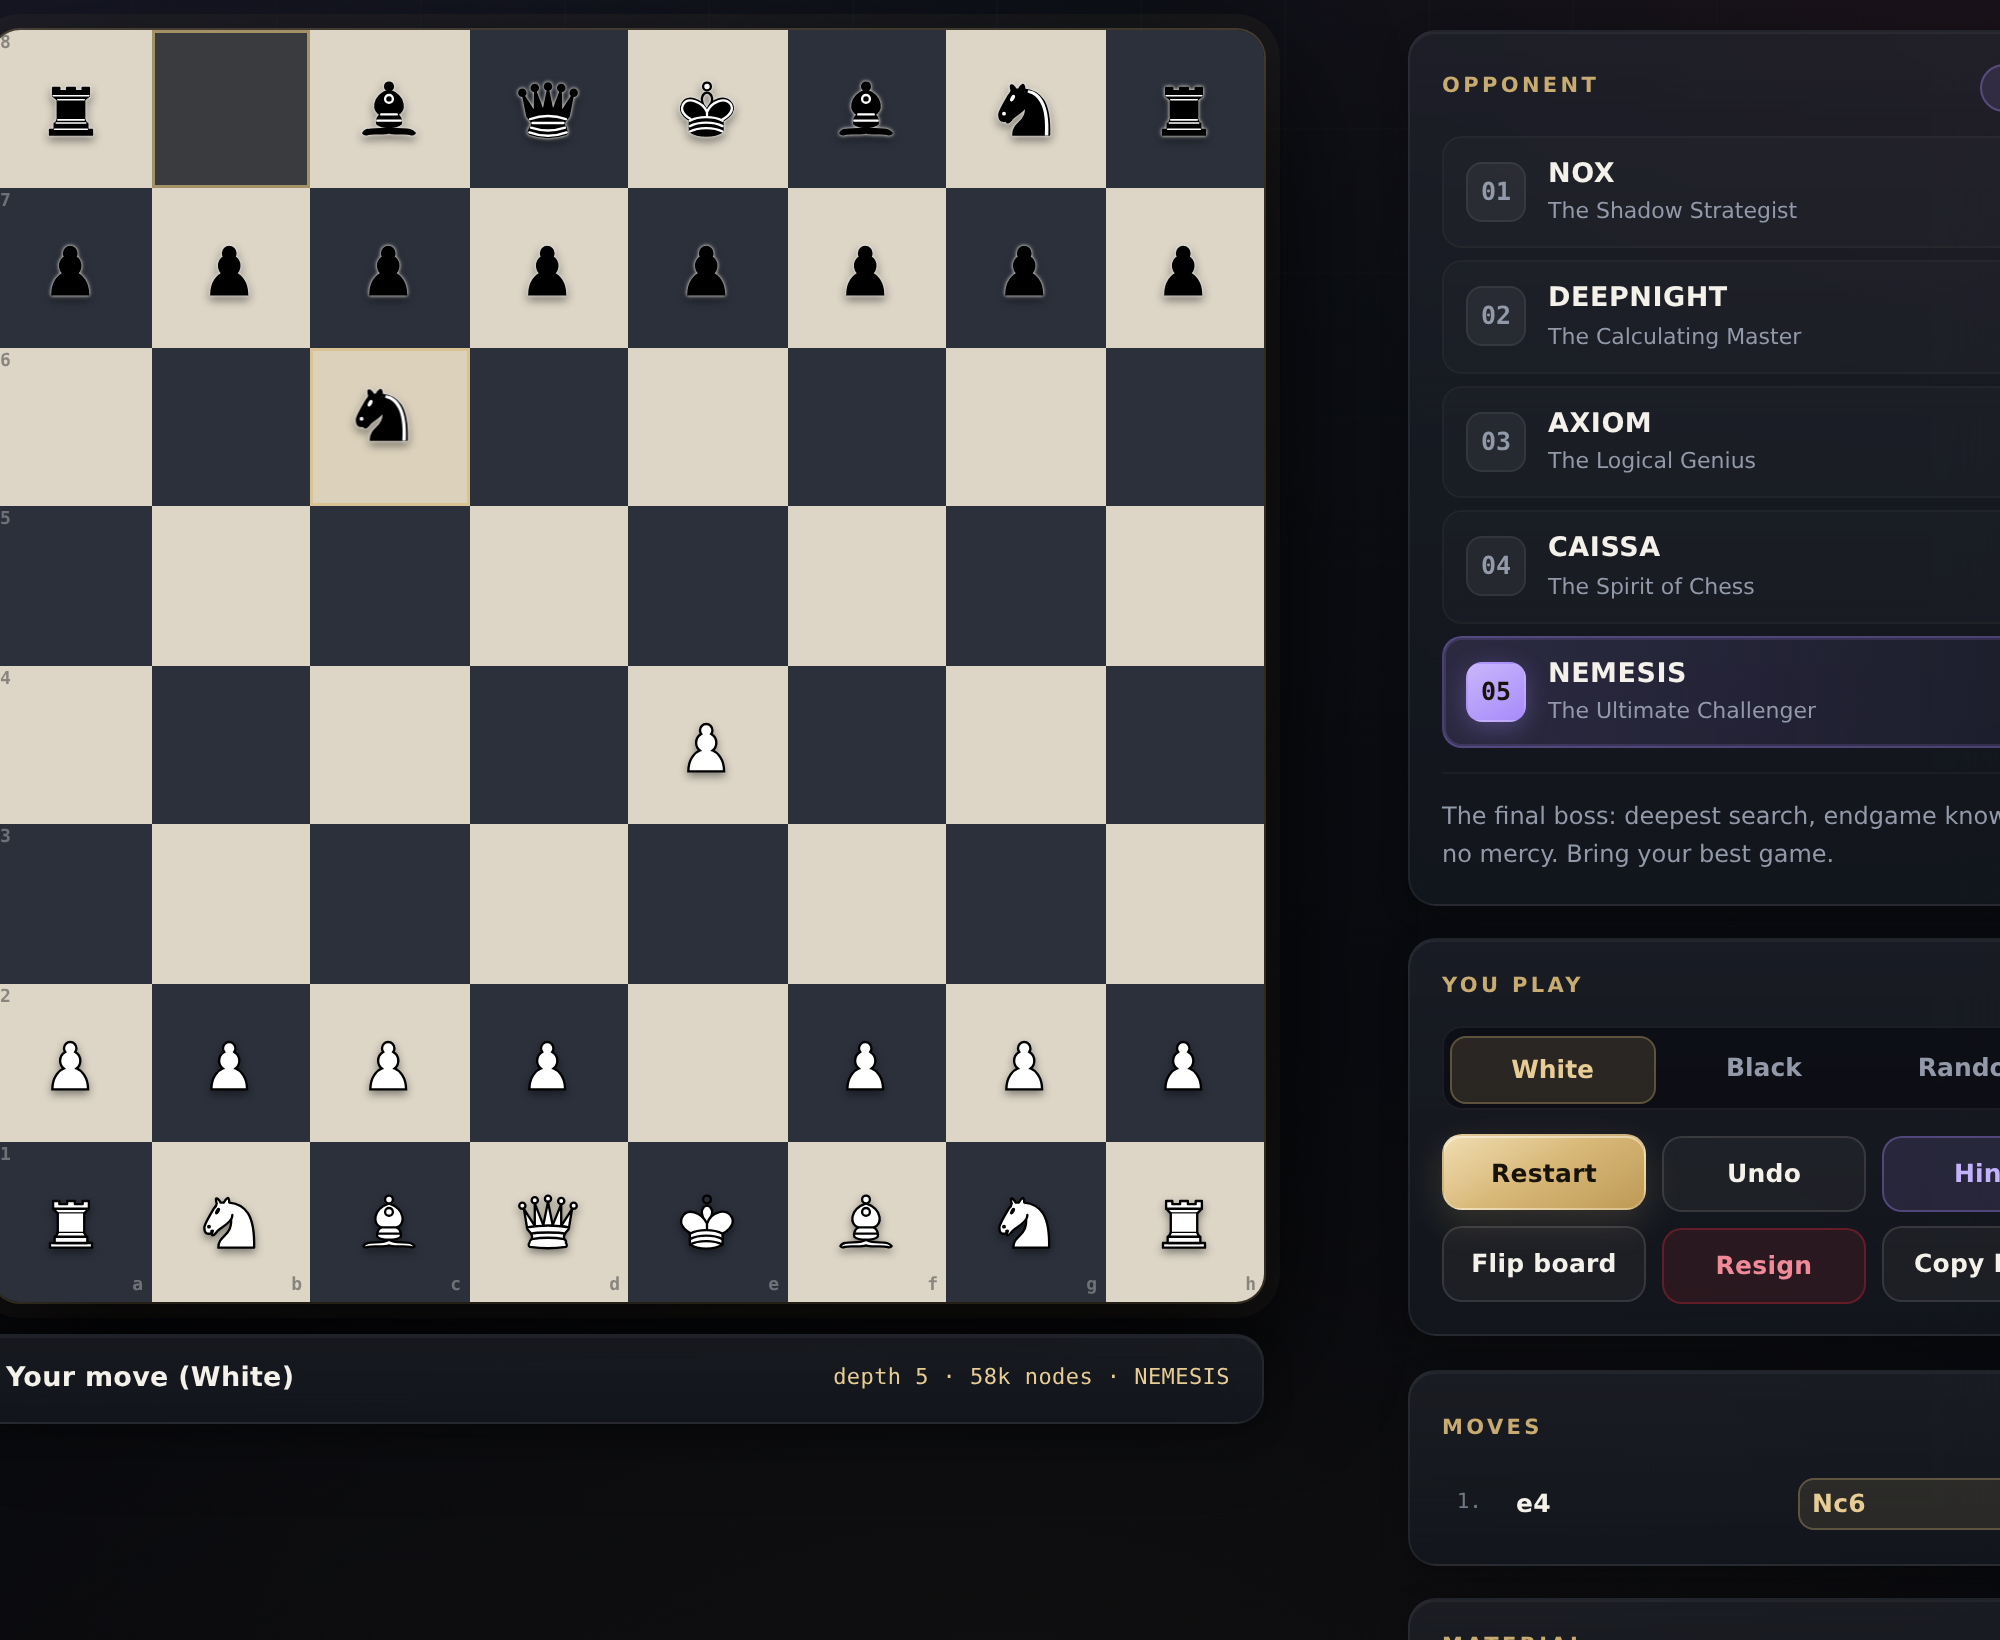 8
7
6
5
4
3
2
1
a b c d e f g h
Your move (White)
depth 5 · 58k nodes · NEMESIS
OPPONENT
01
NOX
The Shadow Strategist
02
DEEPNIGHT
The Calculating Master
03
AXIOM
The Logical Genius
04
CAISSA
The Spirit of Chess
05
NEMESIS
The Ultimate Challenger
The final boss: deepest search, endgame
no mercy. Bring your best game.
YOU PLAY
White Black
Restart Undo
Flip board Resign Copy
MOVES
1. e4 Nc6